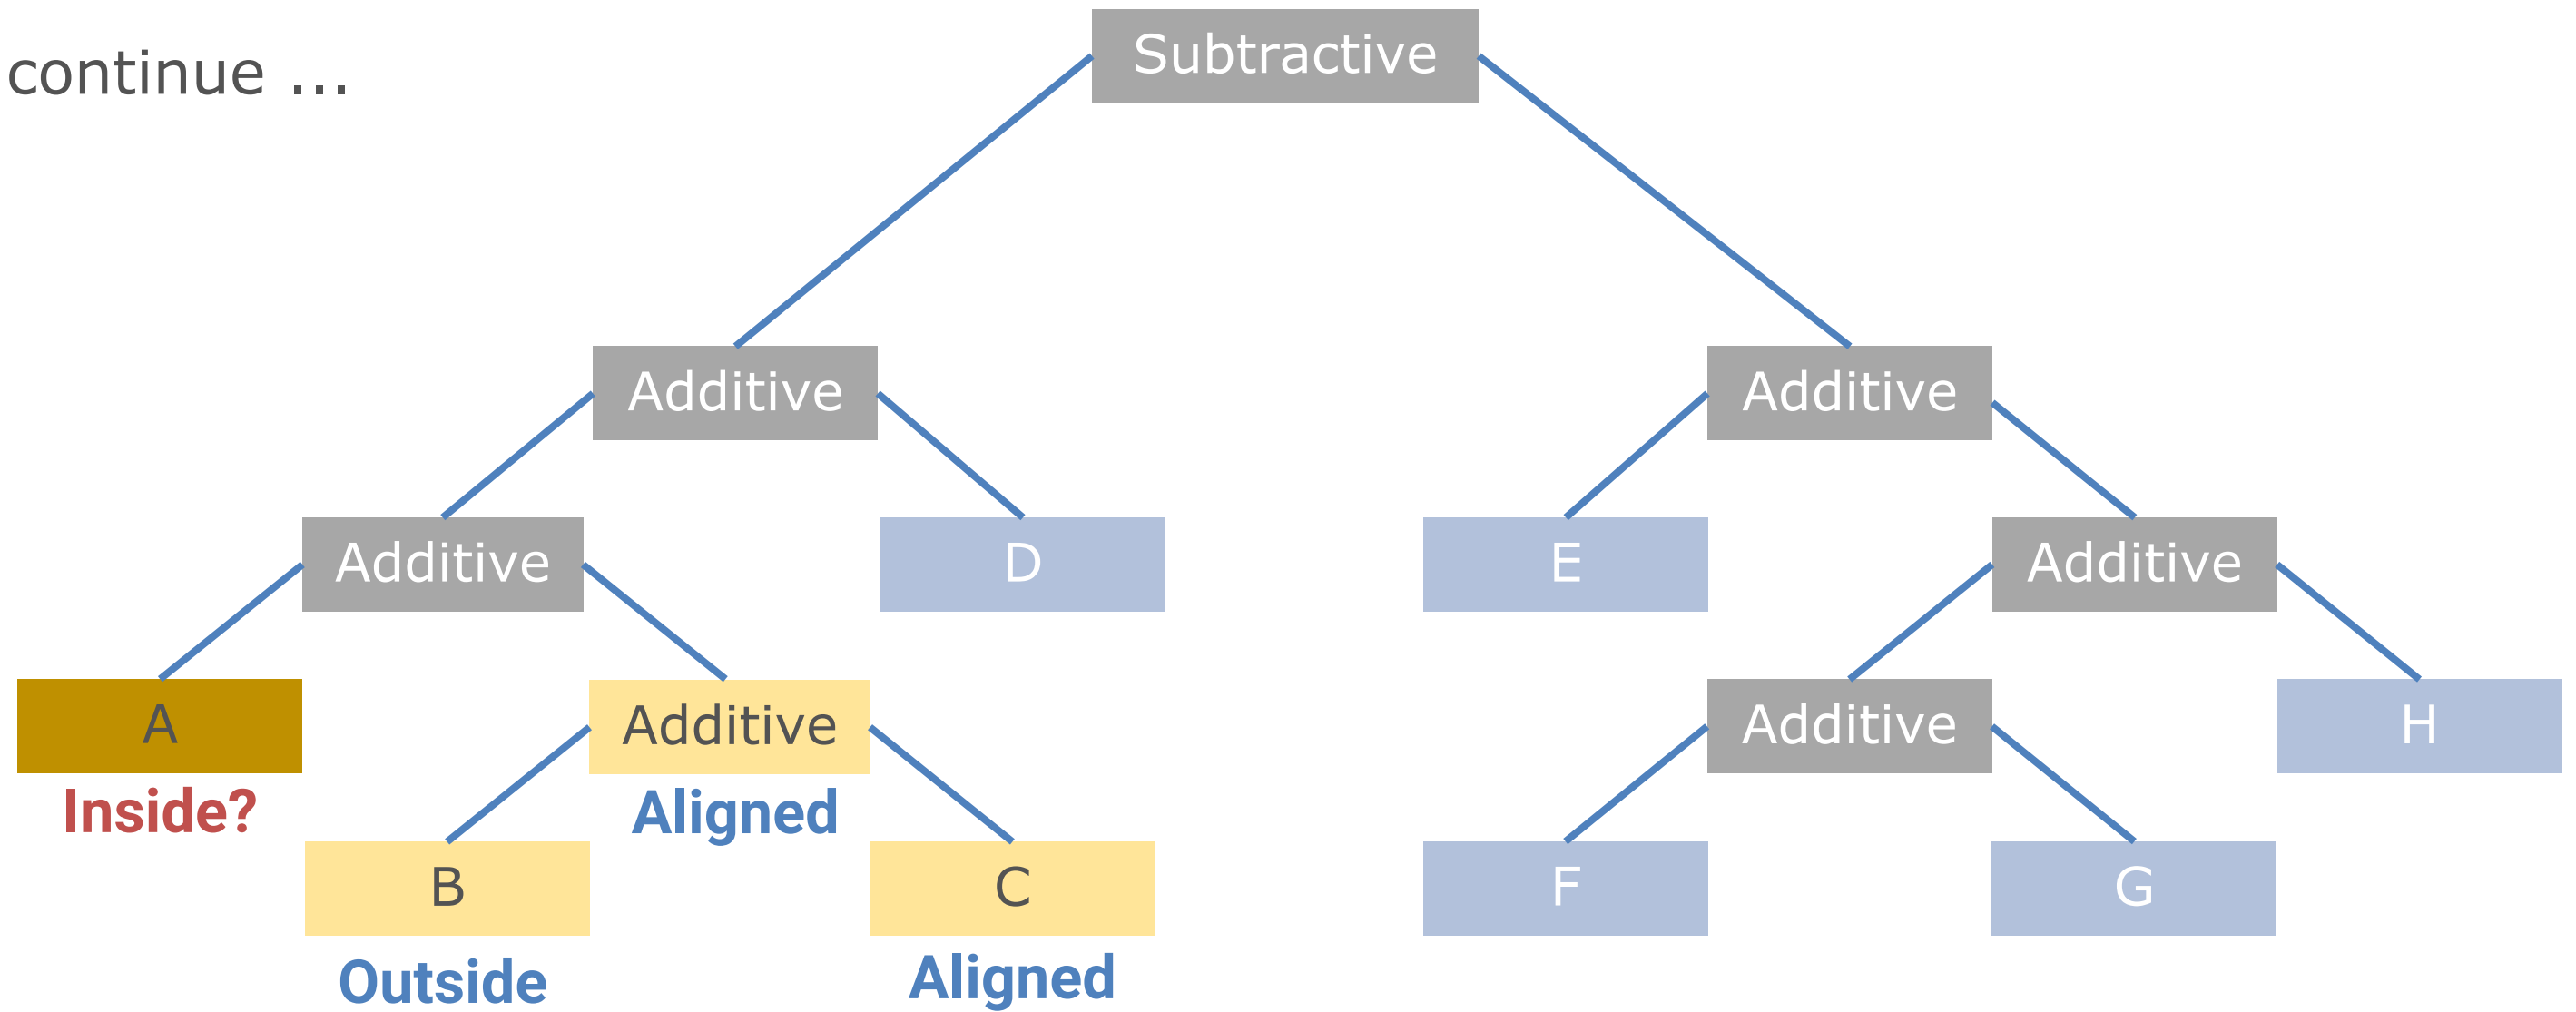 continue ...
Subtractive
Additive
Additive
Additive
D
E
Additive
A
Additive
Additive
H
Inside?
Aligned
B
C
F
G
Outside
Aligned